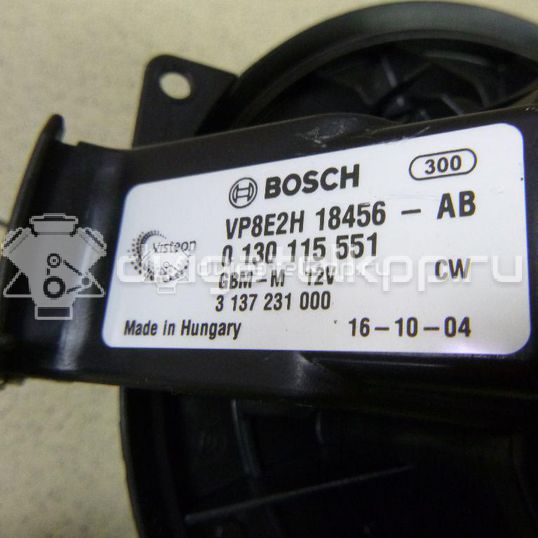 BOSCH 300
VP8E2H 18456 - AB
Visteon 0 130 115 551
GBM-M 12V CW
3 137 231 000
Made in Hungary 16-10-04